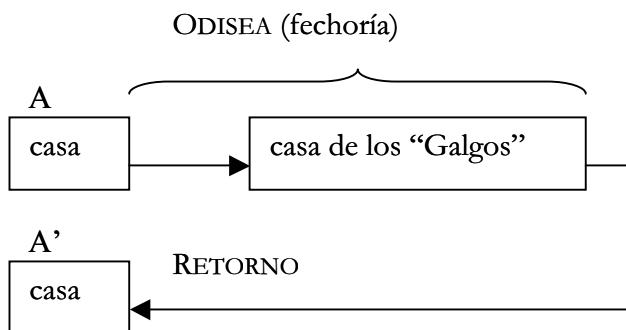 ODISEA (fechoría)
A
casa
casa de los “Galgos”
A’
RETORNO
casa